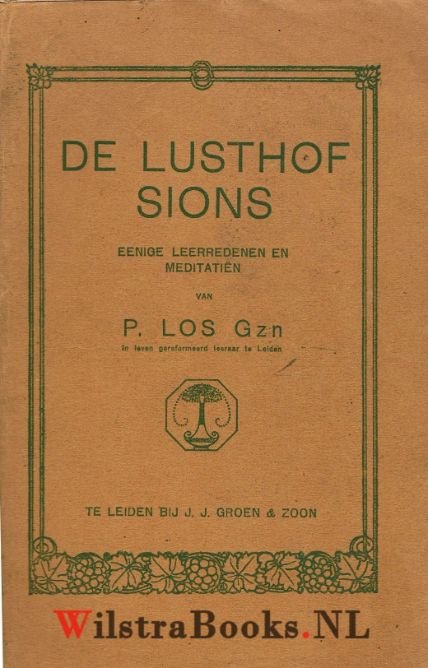 DE LUSTHOF
SIONS
EENIGE LEERREDENEN EN
MEDITATIËN
VAN
P. LOS Gzn
in leven gereformeerd leeraar te Leiden
TE LEIDEN BIJ J. J. GROEN & ZOON
WilstraBooks.NL